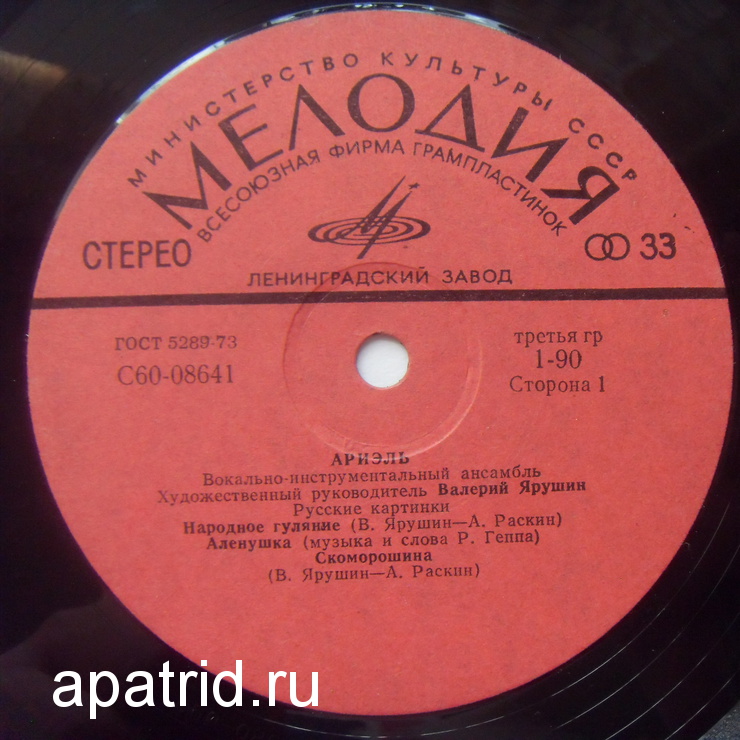 МИНИСТЕРСТВО КУЛЬТУРЫ СССР
МЕЛОДИЯ
ВСЕСОЮЗНАЯ ФИРМА ГРАМПЛАСТИНОК
СТЕРЕО
33
ЛЕНИНГРАДСКИЙ ЗАВОД
ГОСТ 5289-73
С60-08641
третья гр
1-90
Сторона 1
АРИЭЛЬ
Вокально-инструментальный ансамбль
Художественный руководитель Валерий Ярушин
Русские картинки
Народное гуляние (В. Ярушин—А. Раскин)
Аленушка (музыка и слова Р. Геппа)
Скоморошина
(В. Ярушин—А. Раскин)
apatrid.ru